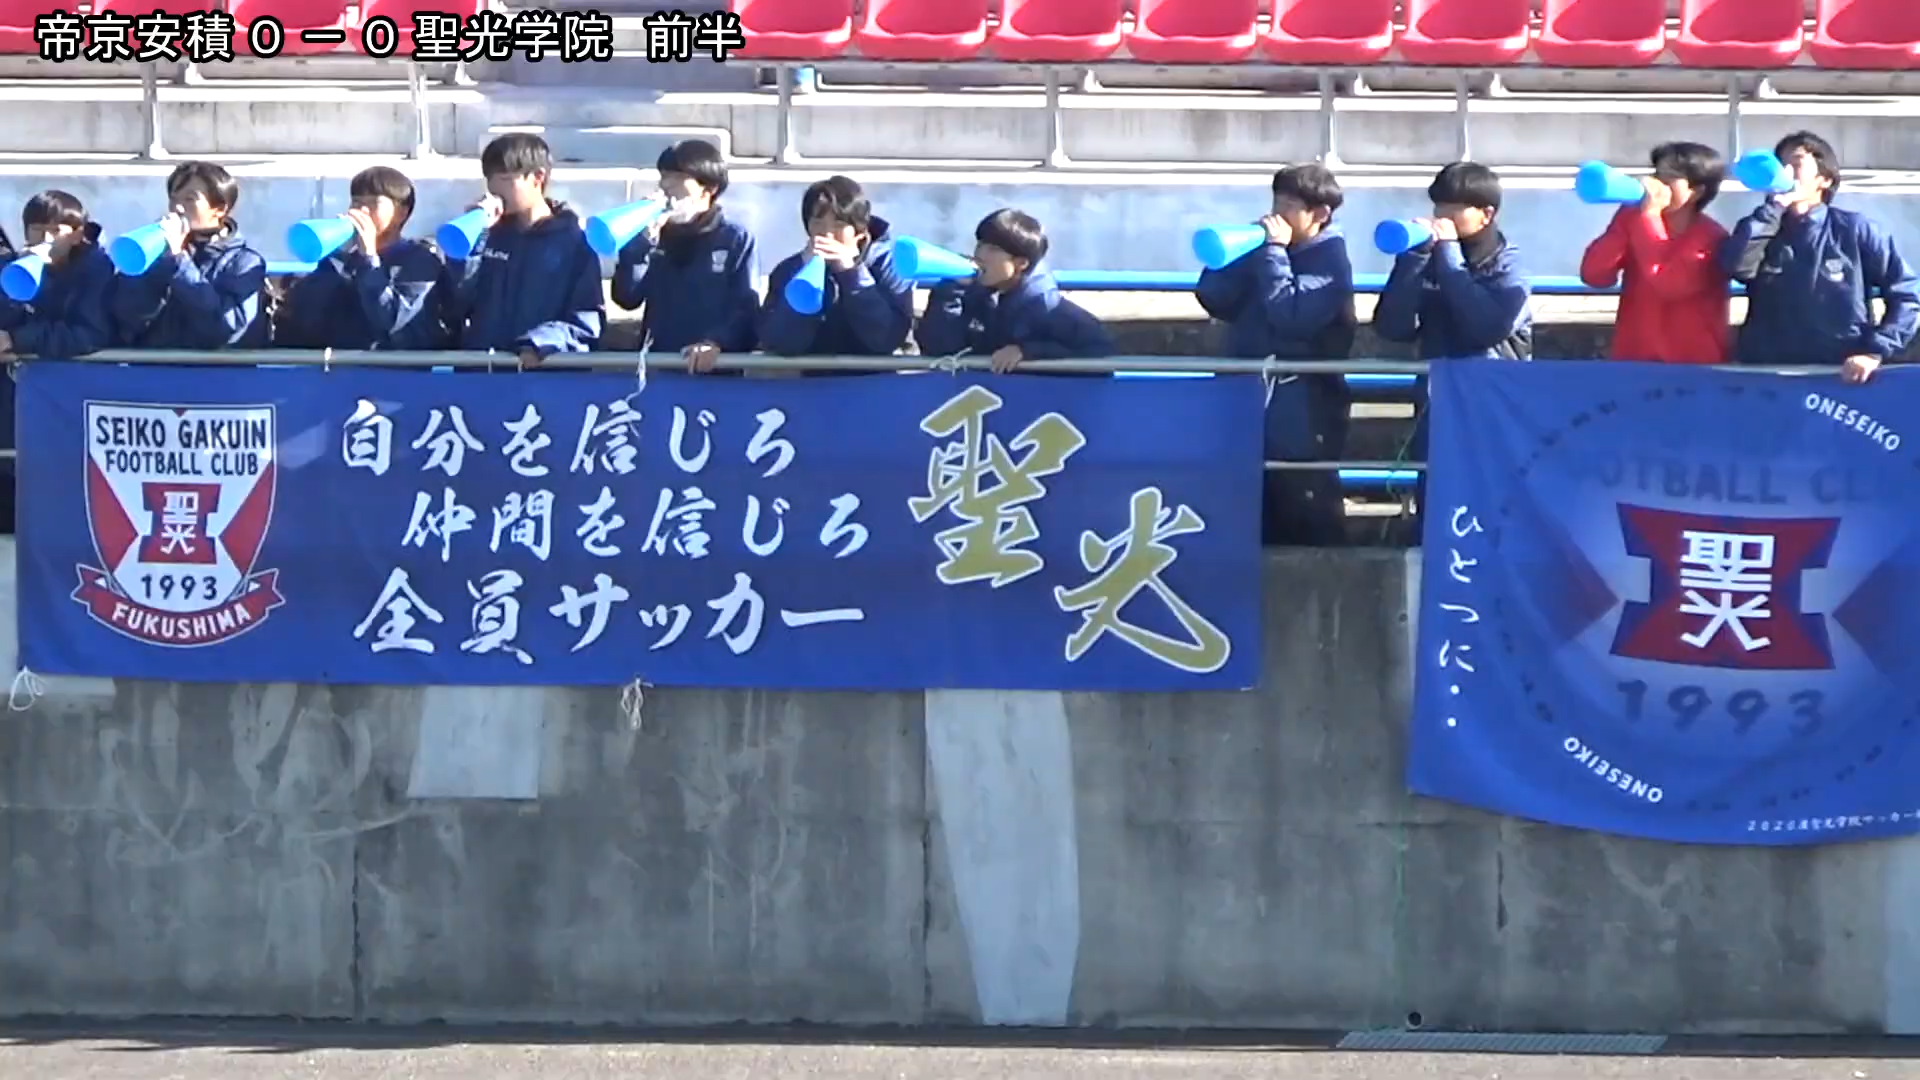 帝京安積 0 － 0 聖光学院 前半
SEIKO GAKUIN
FOOTBALL CLUB
聖光
1993
FUKUSHIMA
自分を信じろ
仲間を信じろ
全員サッカー
聖光
ONESEIKO
FOOTBALL CL
ひとつに・・
聖光
1993
ONESEIKO